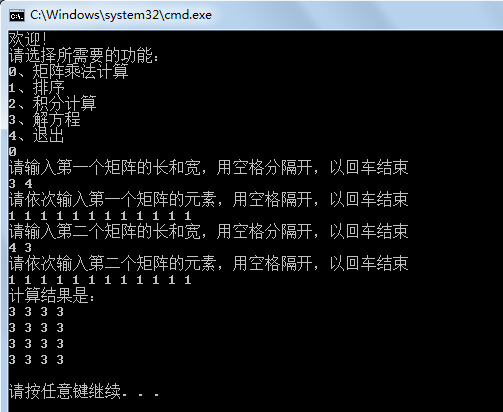 C:\Windows\system32\cmd.exe
欢迎!
请选择所需要的功能:
0、矩阵乘法计算
1、排序
2、积分计算
3、解方程
4、退出
0
请输入第一个矩阵的长和宽，用空格分隔开，以回车结束
3 4
请依次输入第一个矩阵的元素，用空格隔开，以回车结束
1 1 1 1 1 1 1 1 1 1 1 1
请输入第二个矩阵的长和宽，用空格分隔开，以回车结束
4 3
请依次输入第二个矩阵的元素，用空格隔开，以回车结束
1 1 1 1 1 1 1 1 1 1 1 1
计算结果是:
3 3 3 3
3 3 3 3
3 3 3 3
3 3 3 3
请按任意键继续. . .